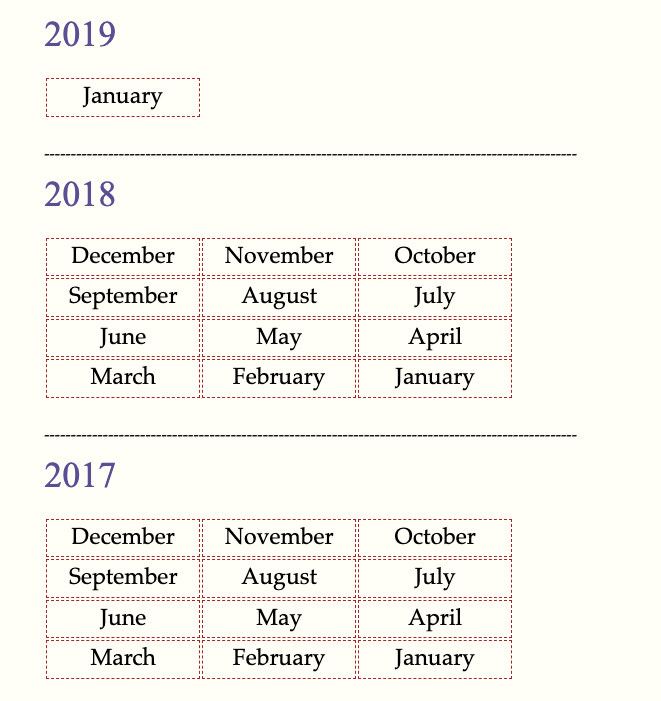 2019
January
2018
December November October
September August July
June May April
March February January
2017
December November October
September August July
June May April
March February January